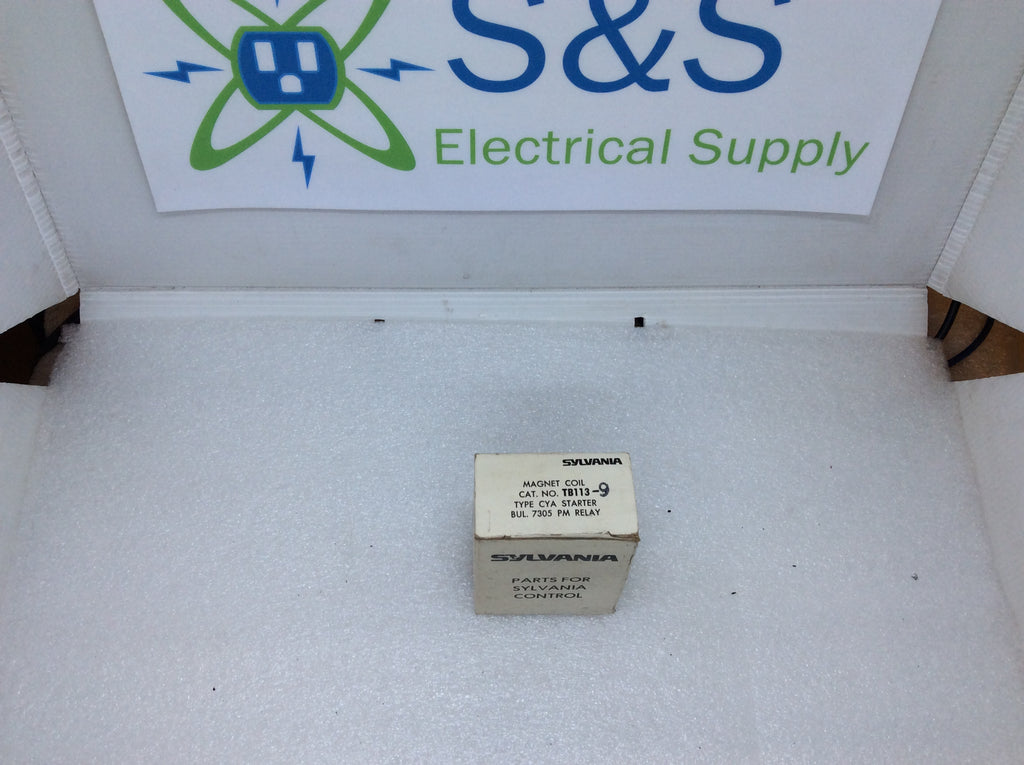 S&S
Electrical Supply
SYLVANIA
MAGNET COIL
CAT. NO. TB113-9
TYPE CYA STARTER
BUL. 7305 PM RELAY
SYLVANIA
PARTS FOR
SYLVANIA
CONTROL